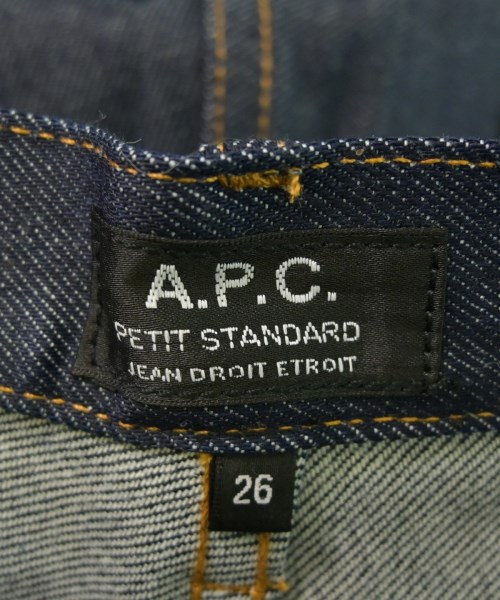 A.P.C.
PETIT STANDARD
JEAN DROIT ETROIT
26